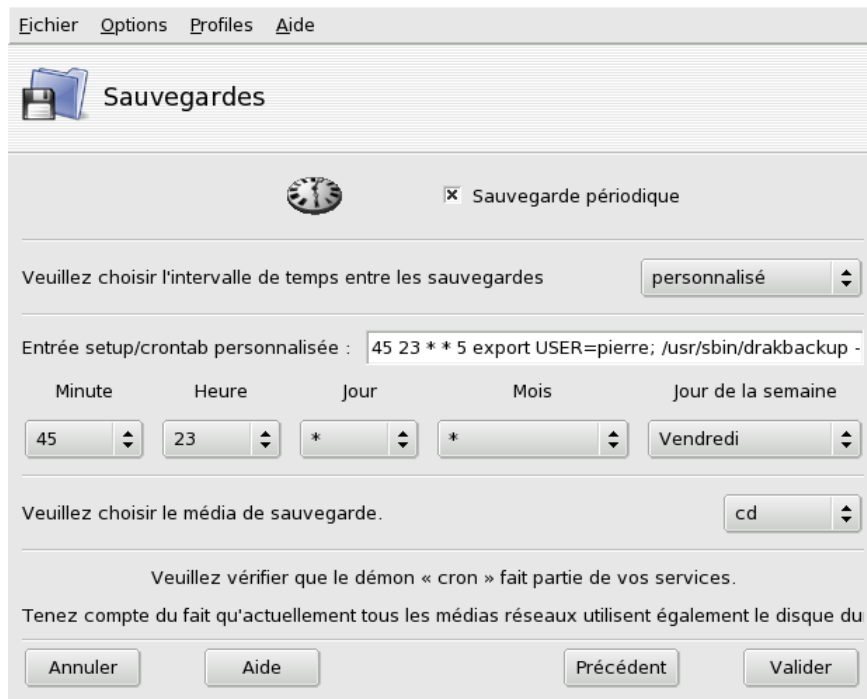 Fichier Options Profiles Aide
Sauvegardes
Sauvegarde périodique
Veuillez choisir l'intervalle de temps entre les sauvegardes personnalisé
Entrée setup/crontab personnalisée : 45 23 * * 5 export USER=pierre; /usr/sbin/drakbackup -
Minute Heure Jour Mois Jour de la semaine
45 23 * * Vendredi
Veuillez choisir le média de sauvegarde. cd
Veuillez vérifier que le démon « cron » fait partie de vos services.
Tenez compte du fait qu'actuellement tous les médias réseaux utilisent également le disque du
Annuler Aide Précédent Valider